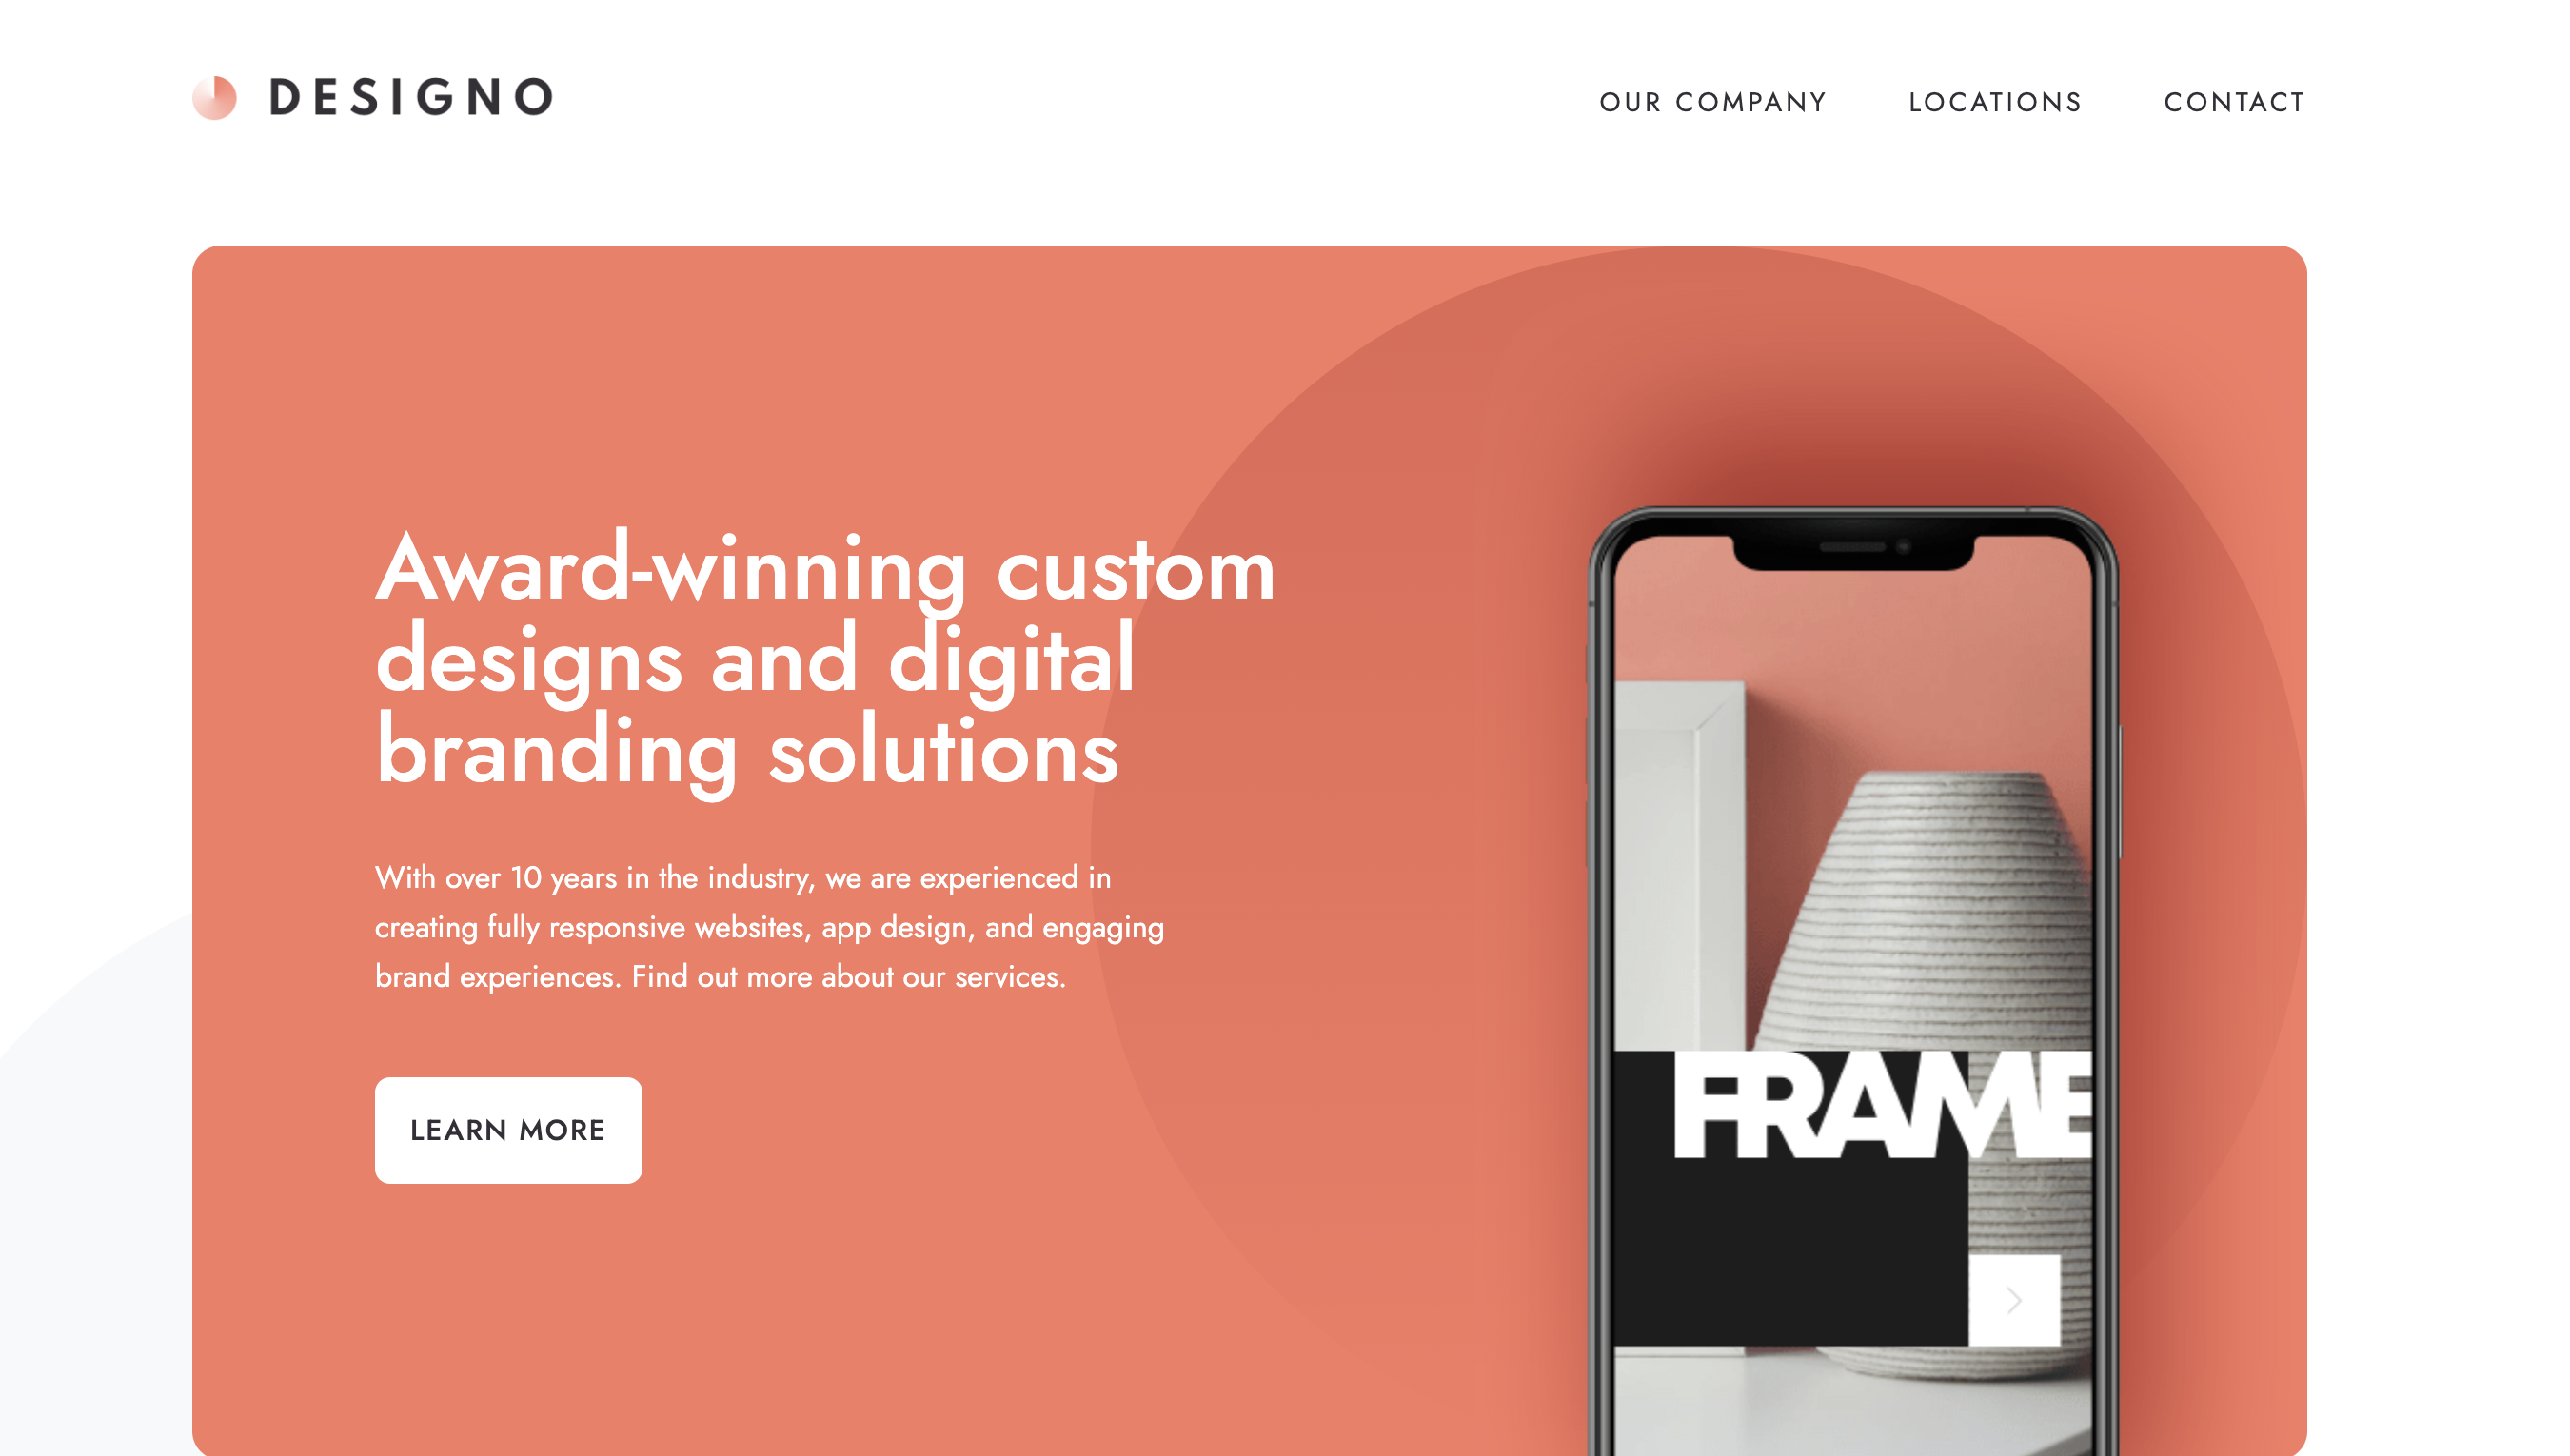 DESIGNO
OUR COMPANY LOCATIONS CONTACT
Award-winning custom
designs and digital
branding solutions
With over 10 years in the industry, we are experienced in
creating fully responsive websites, app design, and engaging
brand experiences. Find out more about our services.
LEARN MORE
FRAME